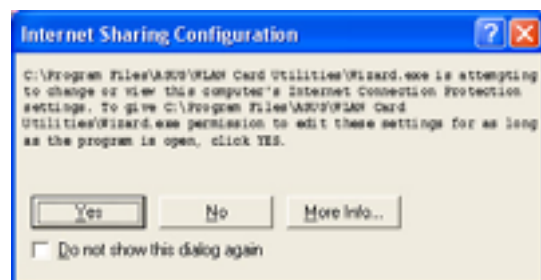 Internet Sharing Configuration
C:\Program Files\ASUS\WLAN Card Utilities\Wizard.exe is attempting
to change or view this computer's Internet Connection Protection
settings. To give C:\Program Files\ASUS\WLAN Card
Utilities\Wizard.exe permission to edit these settings for as long
as the program is open, click YES.
Yes No More Info...
Do not show this dialog again